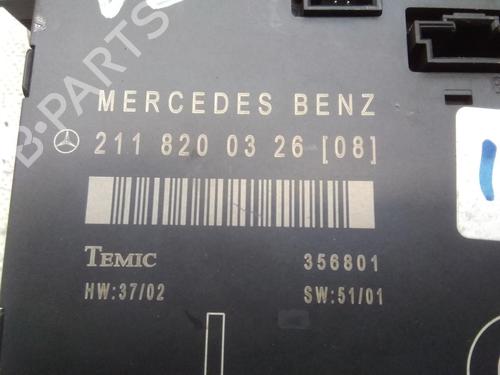 B-PARTS
MERCEDES BENZ
211 820 03 26 [08]
TEMIC 356801
HW:37/02 SW:51/01